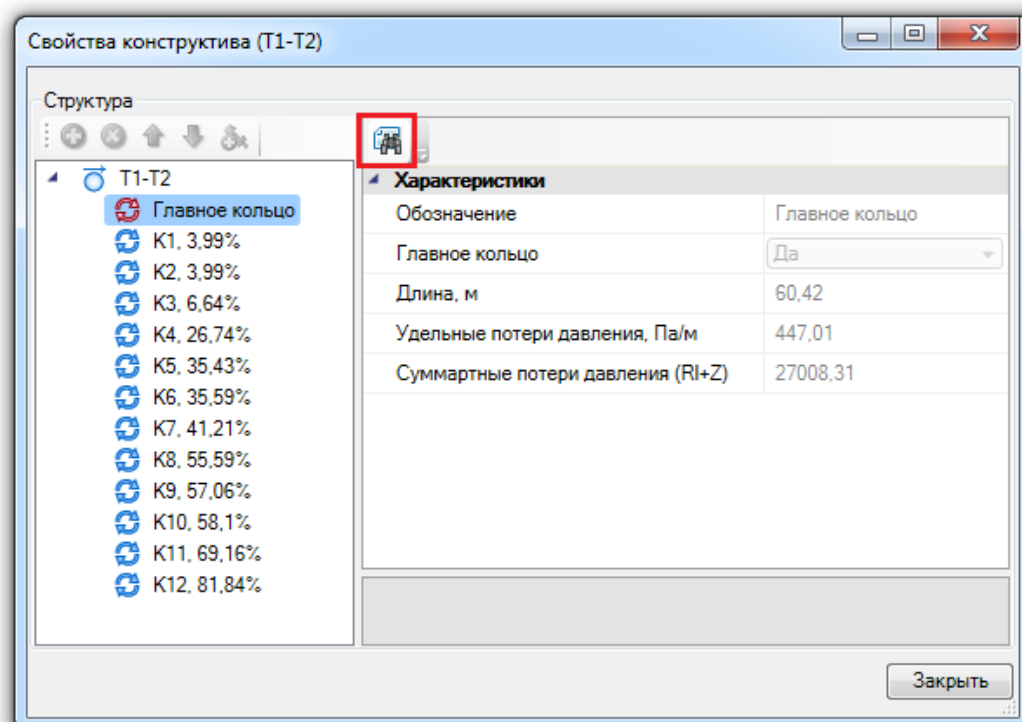 Свойства конструктива (Т1-Т2)
Структура
Т1-Т2
Главное кольцо
К1, 3,99%
К2, 3,99%
К3, 6,64%
К4, 26,74%
К5, 35,43%
К6, 35,59%
К7, 41,21%
К8, 55,59%
К9, 57,06%
К10, 58,1%
К11, 69,16%
К12, 81,84%
Характеристики
Обозначение Главное кольцо
Главное кольцо Да
Длина, м 60,42
Удельные потери давления, Па/м 447,01
Суммартные потери давления (Rl+Z) 27008,31
Закрыть